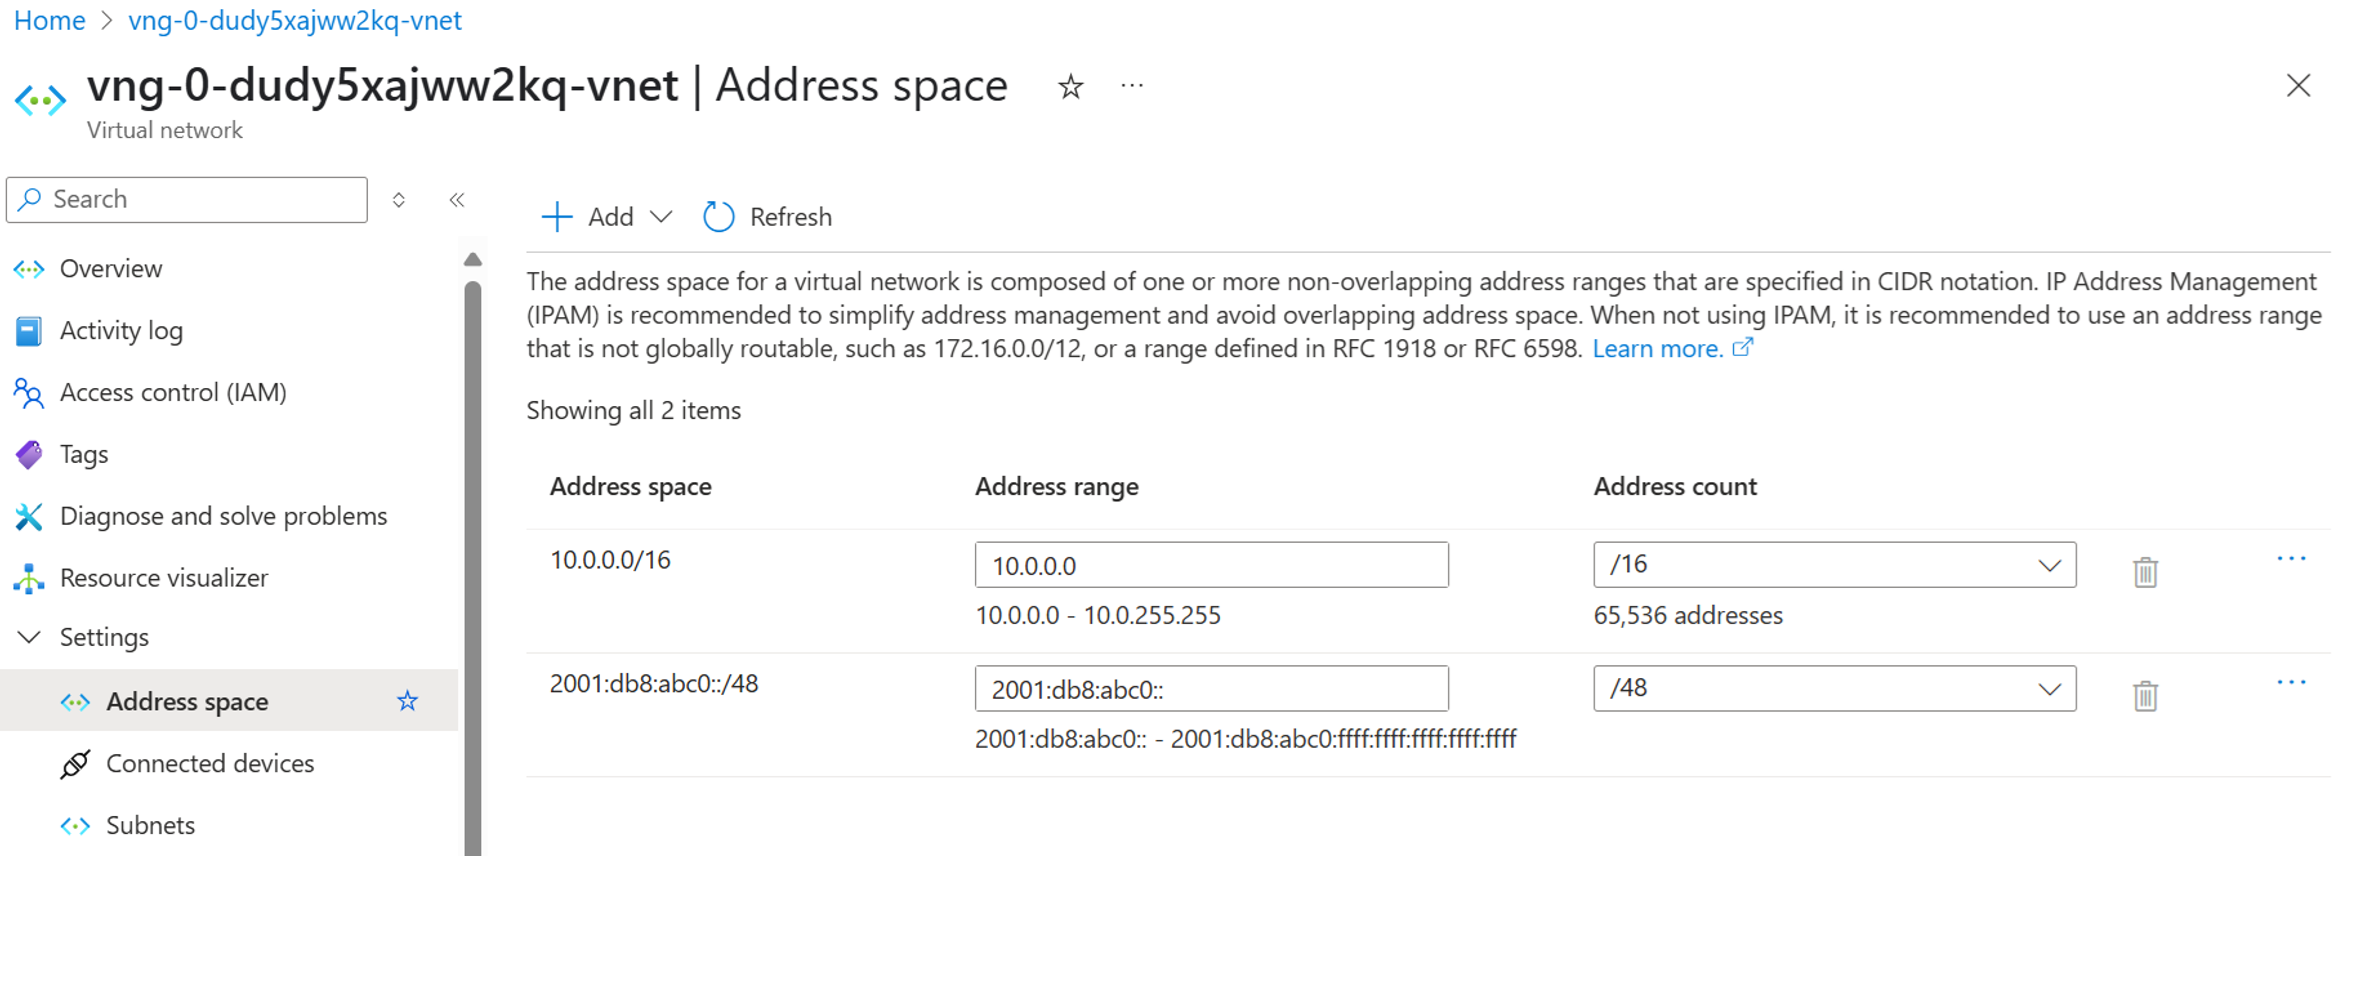 Home > vng-0-dudy5xajww2kq-vnet
vng-0-dudy5xajww2kq-vnet | Address space
Virtual network
Search
Overview
Activity log
Access control (IAM)
Tags
Diagnose and solve problems
Resource visualizer
Settings
Address space
Connected devices
Subnets
Add
Refresh
The address space for a virtual network is composed of one or more non-overlapping address ranges that are specified in CIDR notation. IP Address Management
(IPAM) is recommended to simplify address management and avoid overlapping address space. When not using IPAM, it is recommended to use an address range
that is not globally routable, such as 172.16.0.0/12, or a range defined in RFC 1918 or RFC 6598. Learn more.
Showing all 2 items
Address space Address range Address count
10.0.0.0/16 10.0.0.0 /16
10.0.0.0 - 10.0.255.255 65,536 addresses
2001:db8:abc0::/48 2001:db8:abc0:: /48
2001:db8:abc0:: - 2001:db8:abc0:ffff:ffff:ffff:ffff:ffff